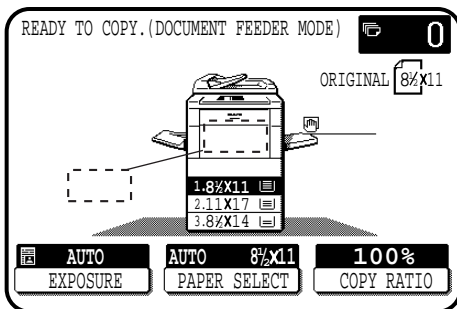 READY TO COPY.(DOCUMENT FEEDER MODE) 0
ORIGINAL 8½X11
1.8½X11
2.11X17
3.8½X14
AUTO
EXPOSURE
AUTO 8½X11
PAPER SELECT
100%
COPY RATIO